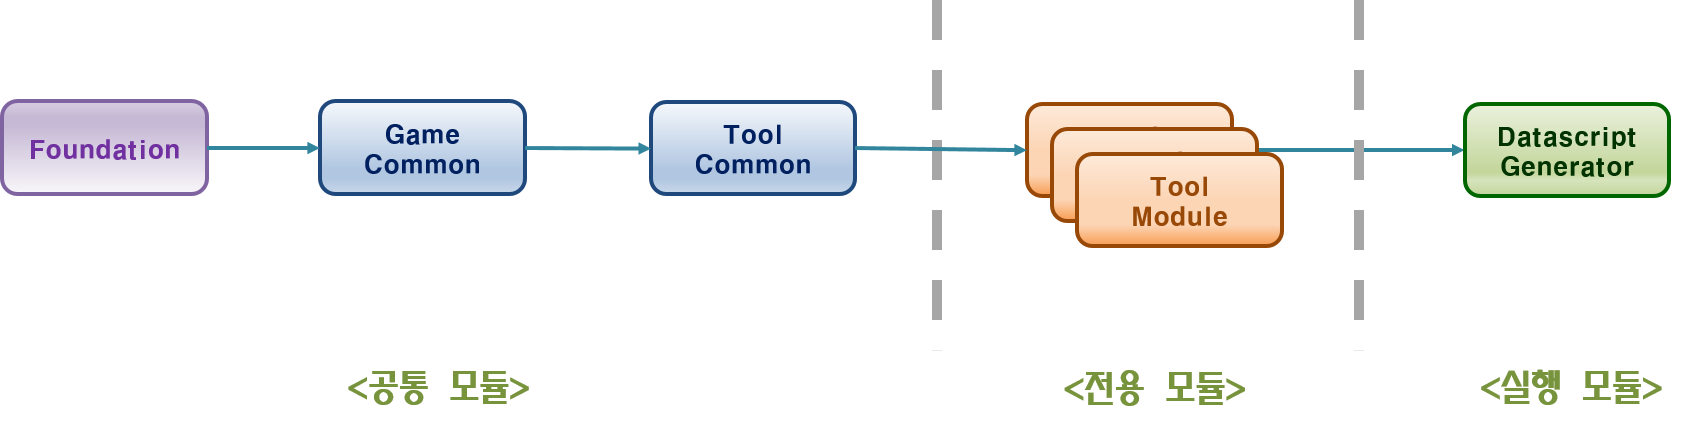 Foundation
Game
Common
Tool
Common
Tool
Module
Datascript
Generator
<공통 모듈>
<전용 모듈>
<실행 모듈>